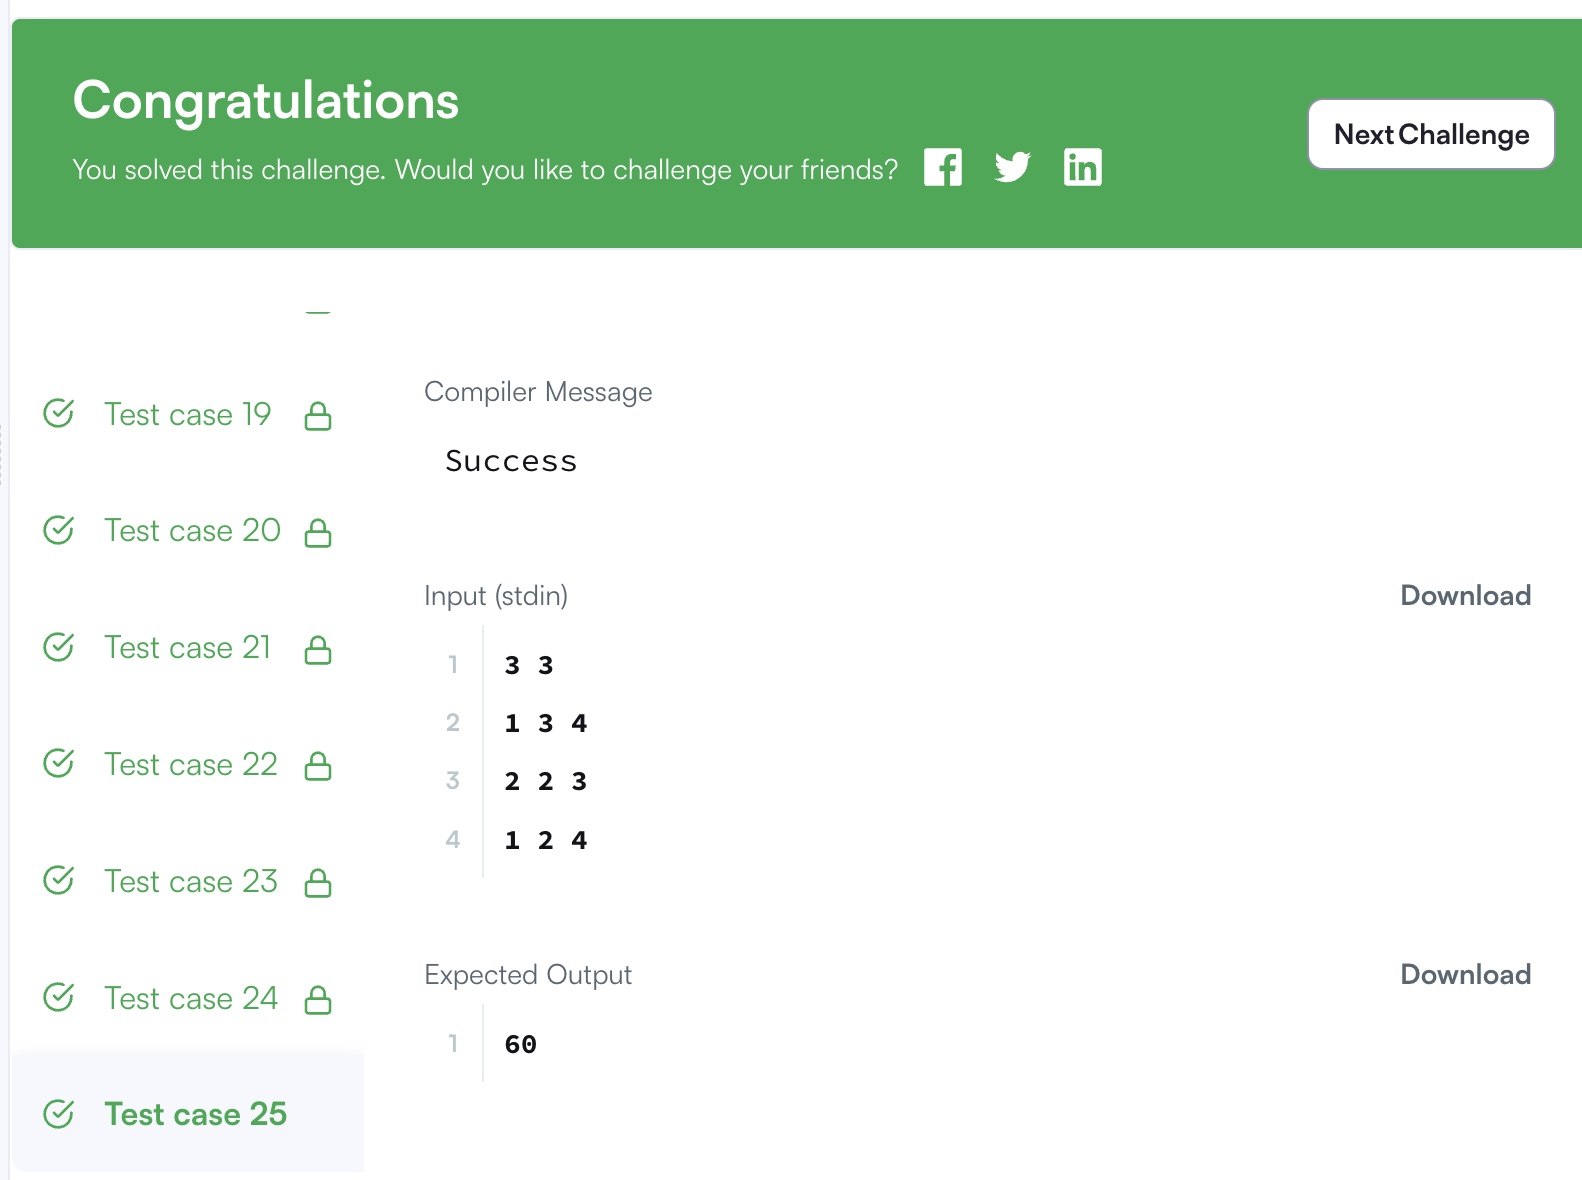 Congratulations
You solved this challenge. Would you like to challenge your friends?
Next Challenge
Test case 19
Test case 20
Test case 21
Test case 22
Test case 23
Test case 24
Test case 25
Compiler Message
Success
Input (stdin)
Download
1 3 3
2 1 3 4
3 2 2 3
4 1 2 4
Expected Output
Download
1 60